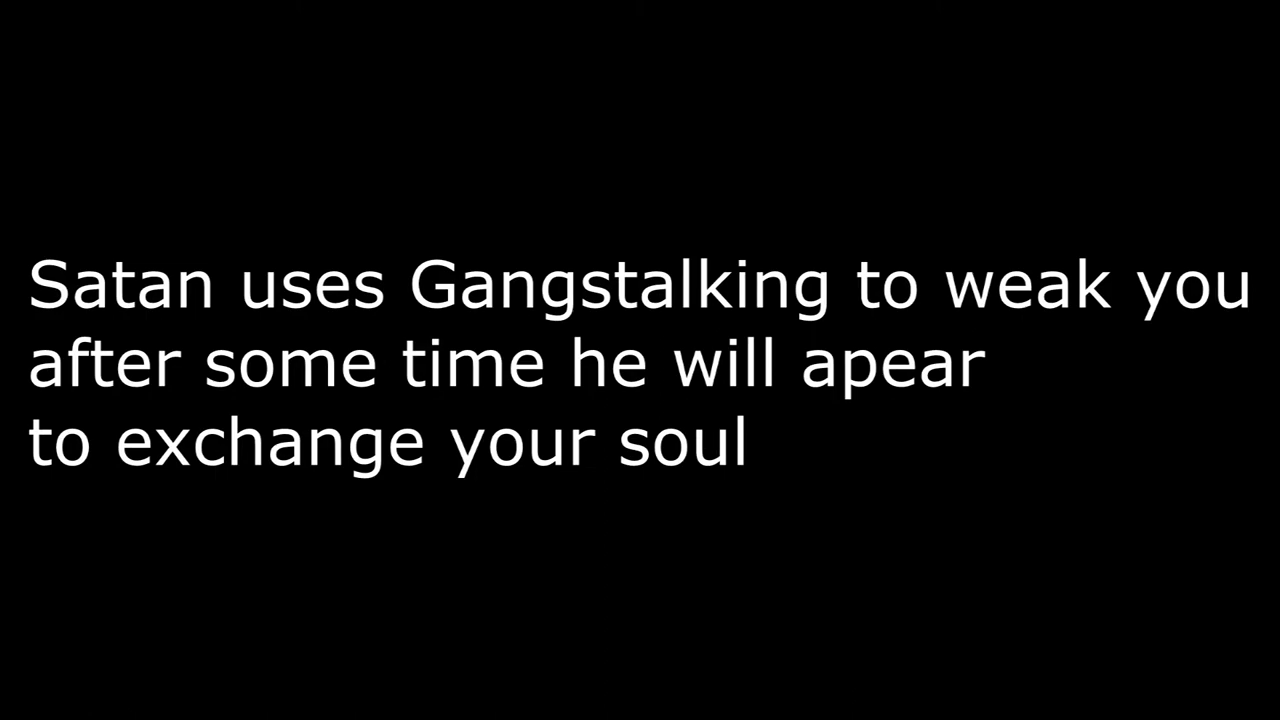 Satan uses Gangstalking to weak you
after some time he will apear
to exchange your soul